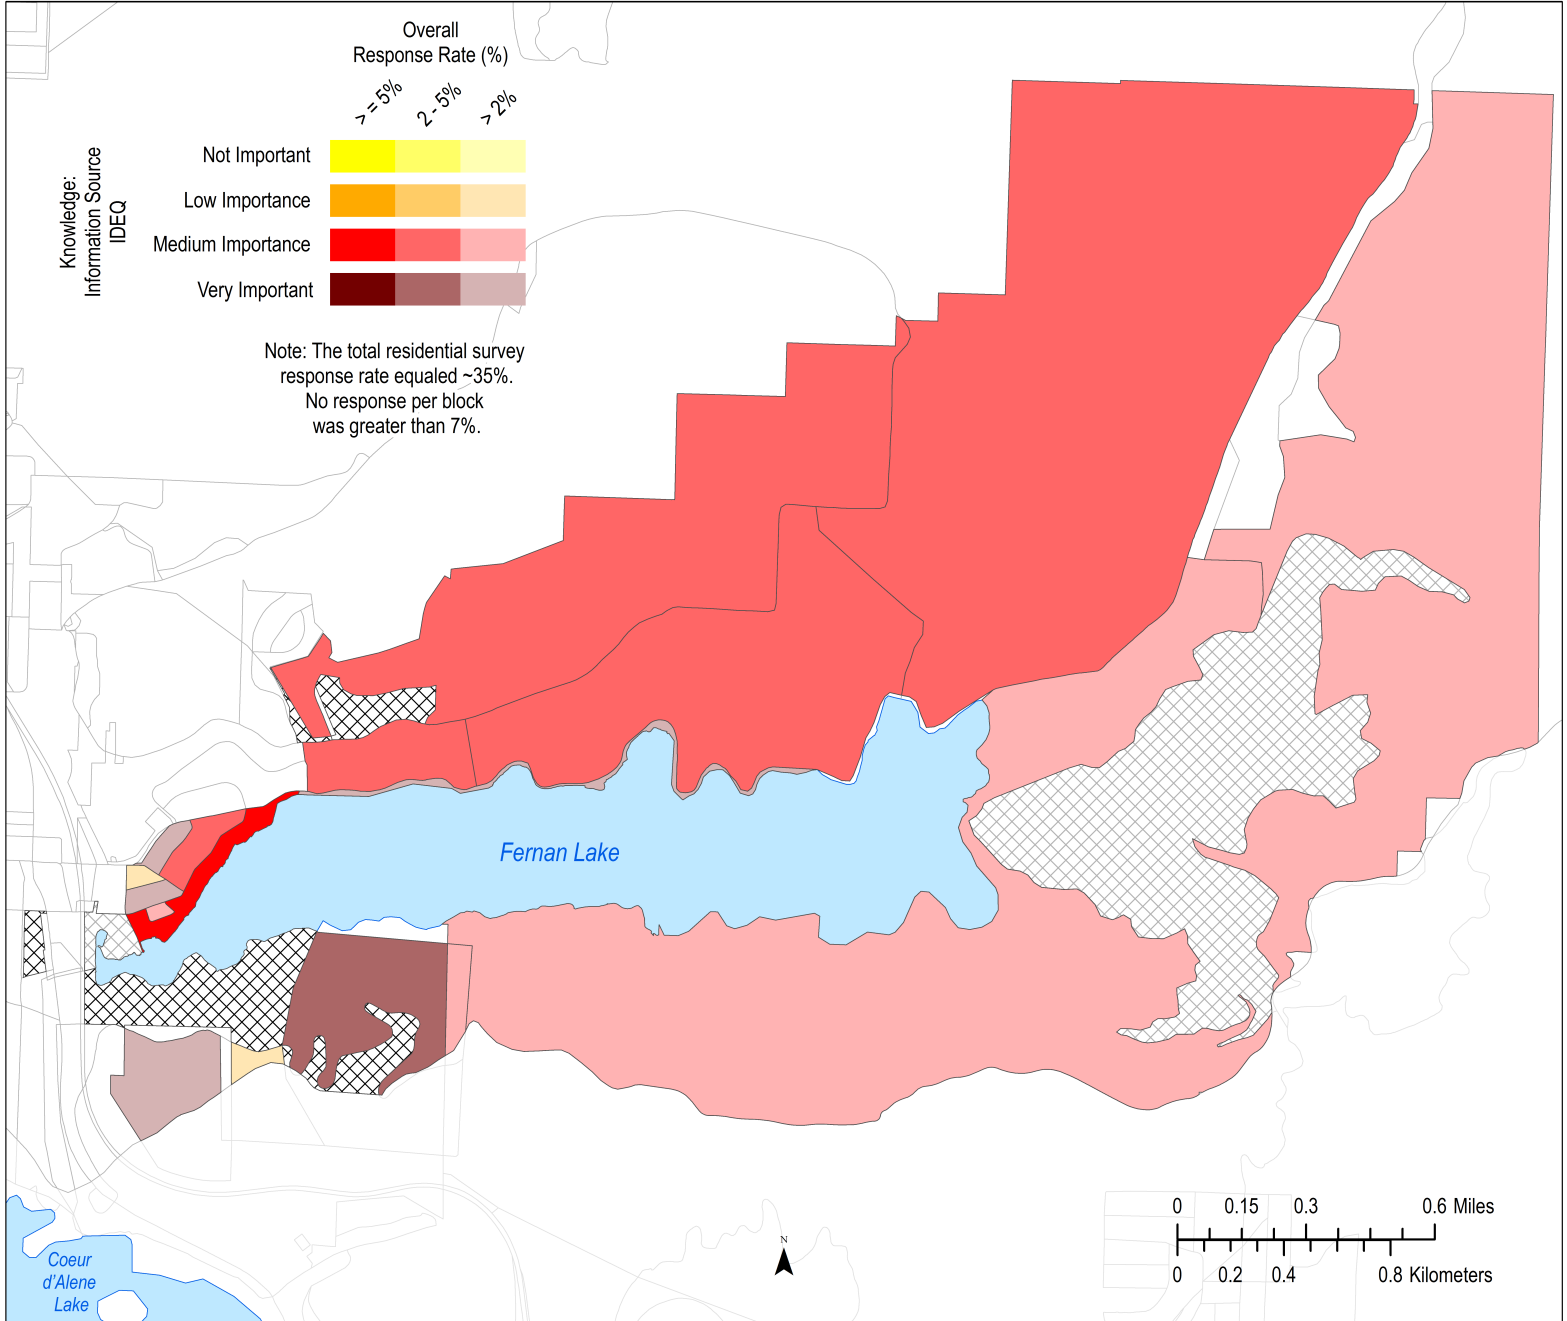 Overall
Response Rate (%)
> = 5%
2 - 5%
> 2%
Knowledge:
Information Source
IDEQ
Not Important
Low Importance
Medium Importance
Very Important
Note: The total residential survey
response rate equaled ~35%.
No response per block
was greater than 7%.
Fernan Lake
Coeur
d'Alene
Lake
N
0 0.15 0.3 0.6 Miles
0 0.2 0.4 0.8 Kilometers